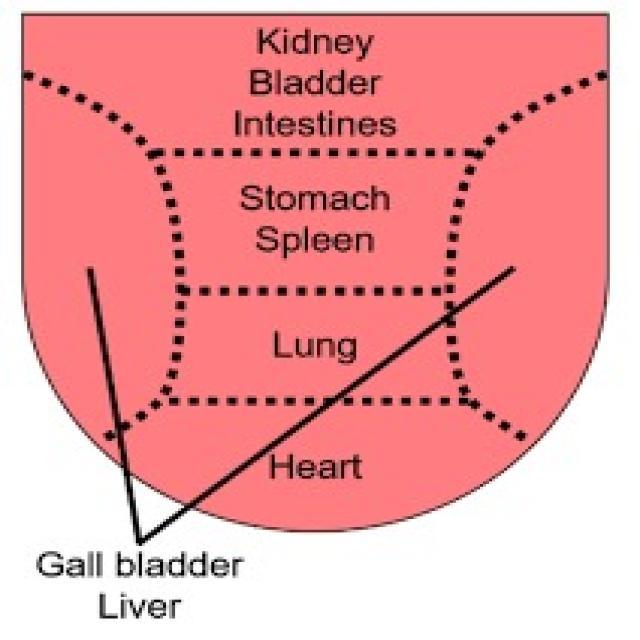 Kidney
Bladder
Intestines
Stomach
Spleen
Lung
Heart
Gall bladder
Liver